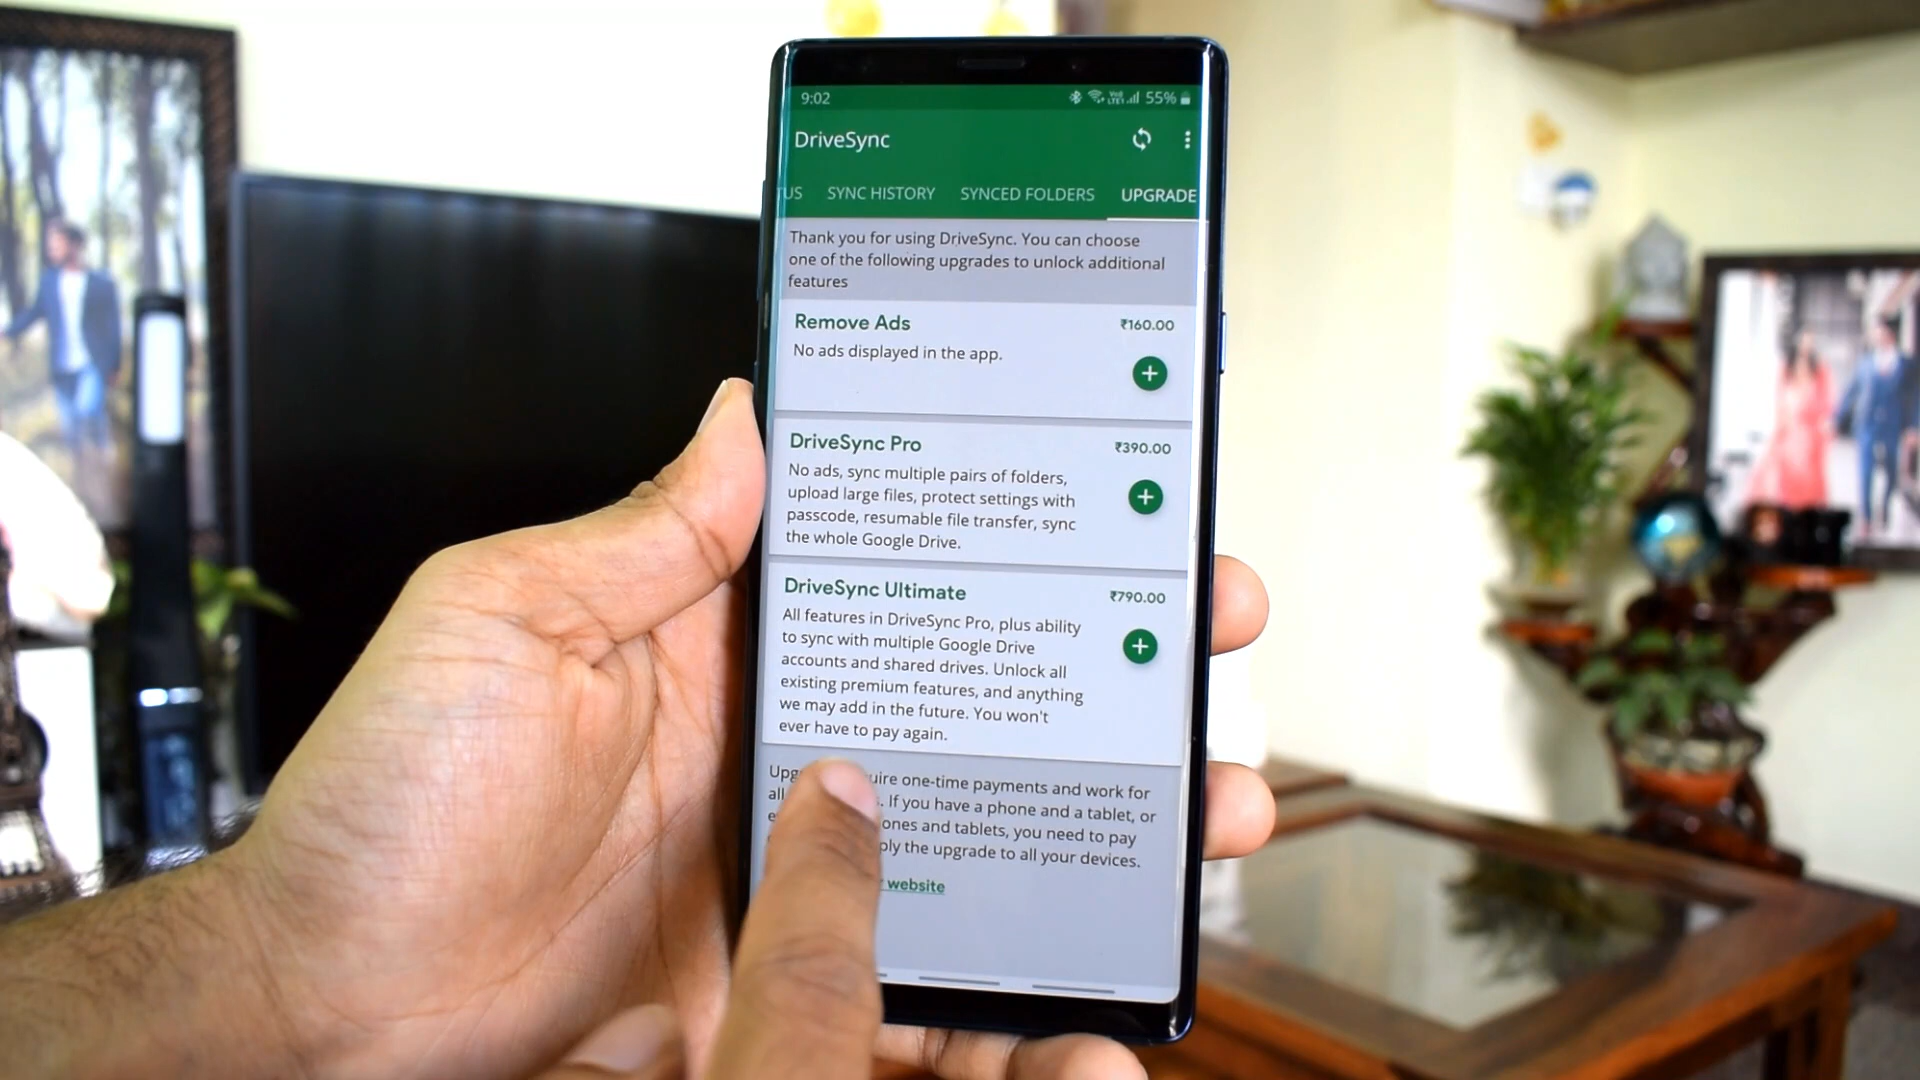 9:02 55%
DriveSync
TUS SYNC HISTORY SYNCED FOLDERS UPGRADE
Thank you for using DriveSync. You can choose
one of the following upgrades to unlock additional
features
Remove Ads ₹160.00
No ads displayed in the app.
DriveSync Pro ₹390.00
No ads, sync multiple pairs of folders,
upload large files, protect settings with
passcode, resumable file transfer, sync
the whole Google Drive.
DriveSync Ultimate ₹790.00
All features in DriveSync Pro, plus ability
to sync with multiple Google Drive
accounts and shared drives. Unlock all
existing premium features, and anything
we may add in the future. You won't
ever have to pay again.
one-time payments and work for
all If you have a phone and a tablet, or
and tablets, you need to pay
the upgrade to all your devices.
website